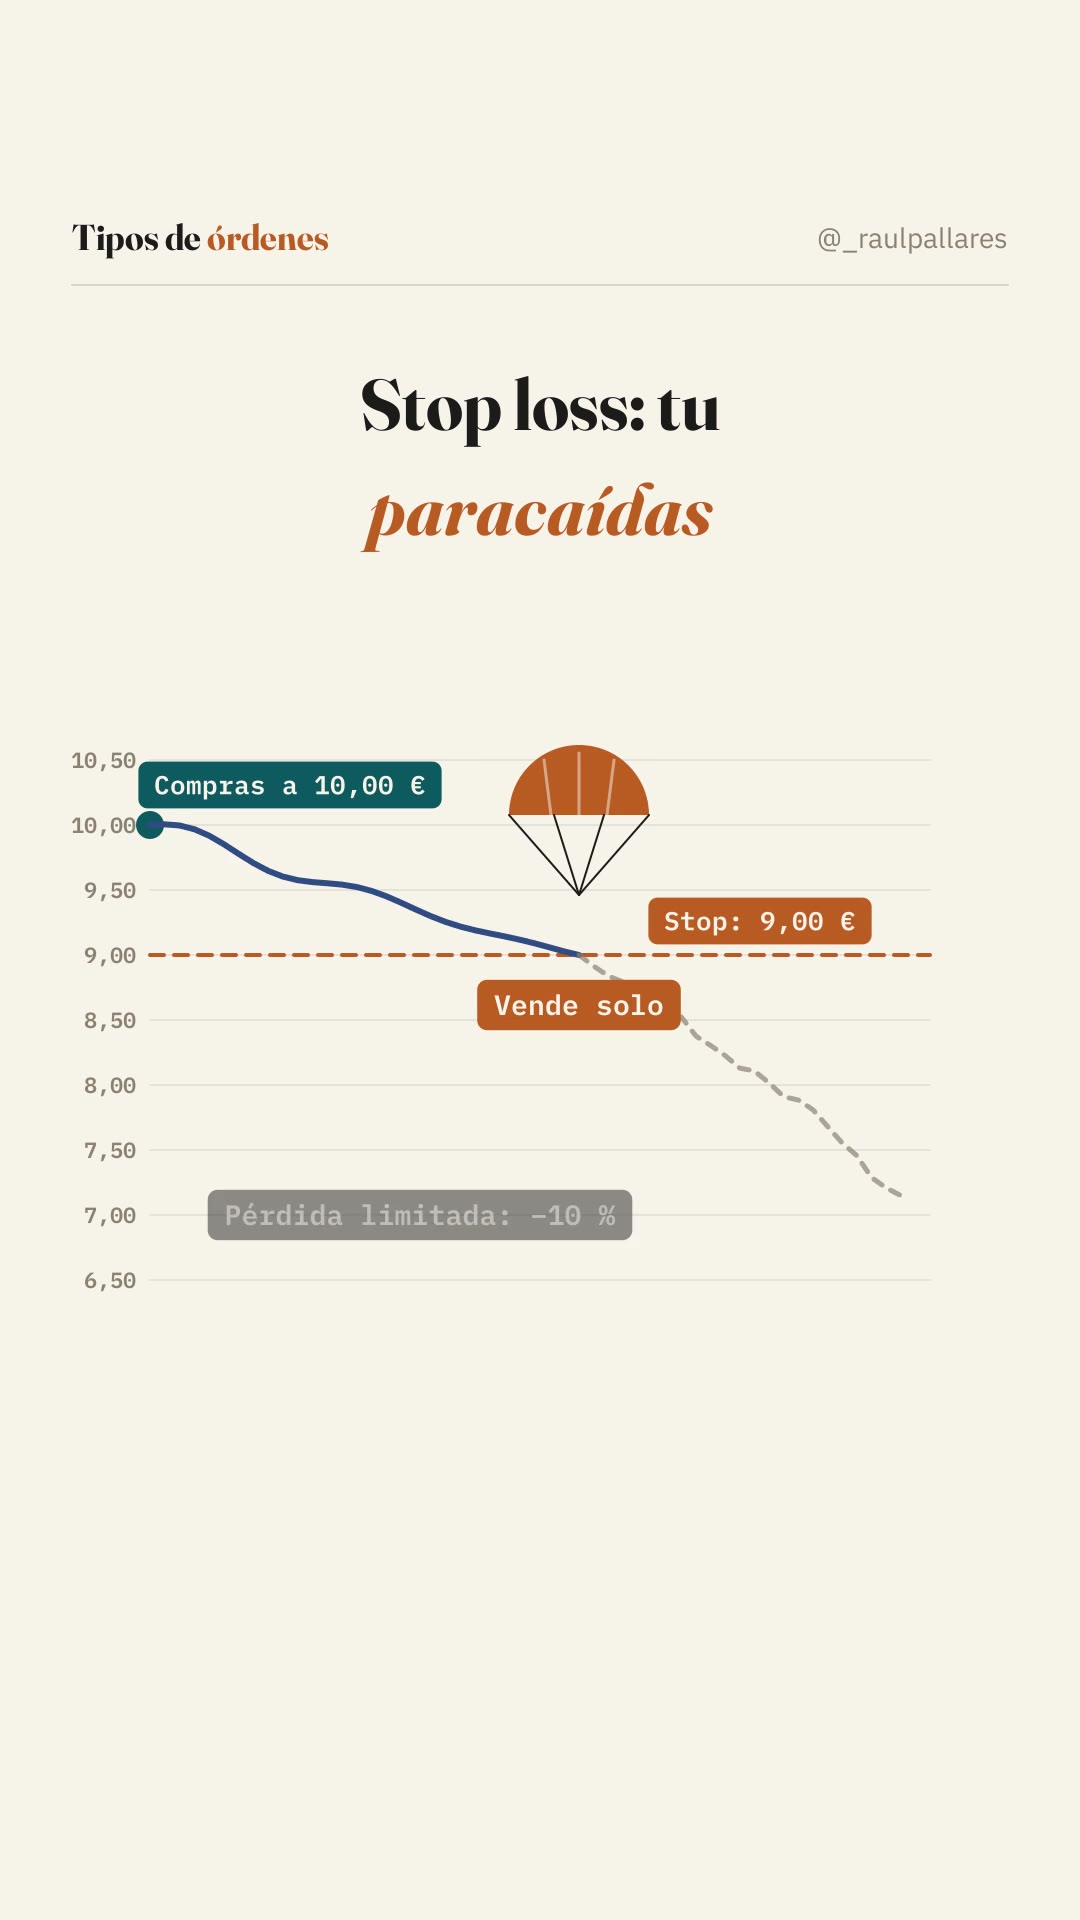 Tipos de órdenes
@_raulpallares
Stop loss: tu
paracaídas
10,50
Compras a 10,00 €
10,00
9,50
Stop: 9,00 €
9,00
Vende solo
8,50
8,00
7,50
Pérdida limitada: −10 %
7,00
6,50